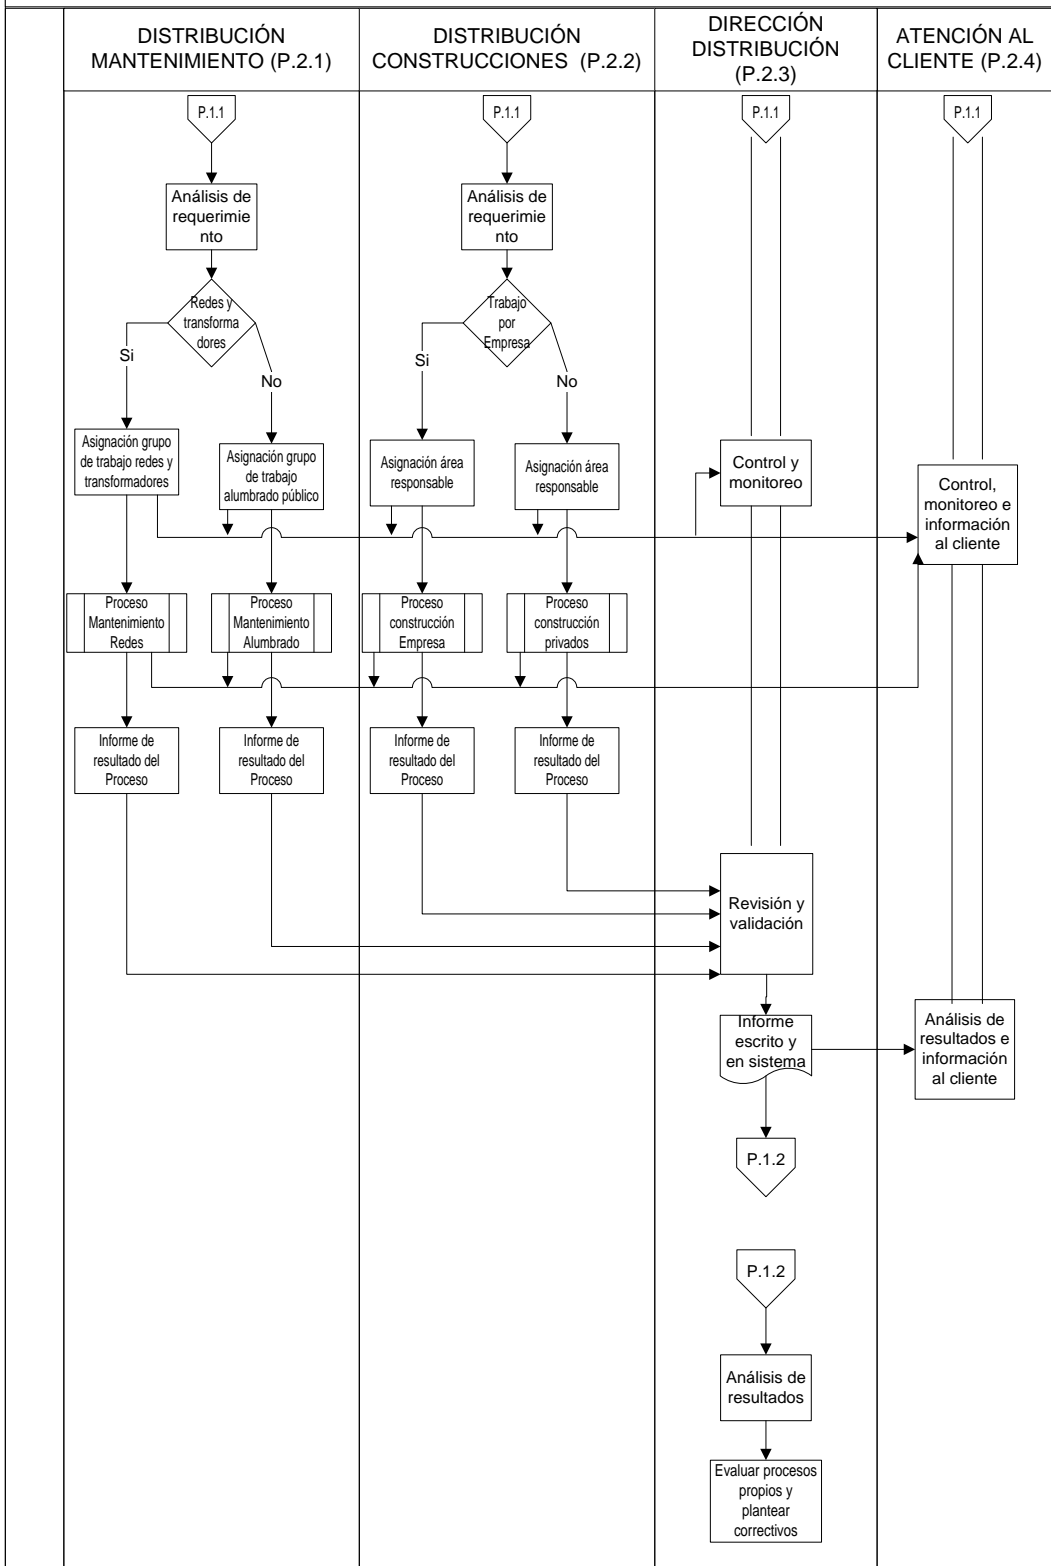 DISTRIBUCIÓN
MANTENIMIENTO (P.2.1)
DISTRIBUCIÓN
CONSTRUCCIONES (P.2.2)
DIRECCIÓN
DISTRIBUCIÓN
(P.2.3)
ATENCIÓN AL
CLIENTE (P.2.4)
P.1.1
P.1.1
P.1.1
P.1.1
Análisis de
requerimie
nto
Análisis de
requerimie
nto
Redes y
transforma
dores
Trabajo
por
Empresa
Si
No
Si
No
Asignación grupo
de trabajo redes y
transformadores
Asignación grupo
de trabajo
alumbrado público
Asignación área
responsable
Asignación área
responsable
Control y
monitoreo
Control,
monitoreo e
información
al cliente
Proceso
Mantenimiento
Redes
Proceso
Mantenimiento
Alumbrado
Proceso
construcción
Empresa
Proceso
construcción
privados
Informe de
resultado del
Proceso
Informe de
resultado del
Proceso
Informe de
resultado del
Proceso
Informe de
resultado del
Proceso
Revisión y
validación
Informe
escrito y
en sistema
Análisis de
resultados e
información
al cliente
P.1.2
P.1.2
Análisis de
resultados
Evaluar procesos
propios y
plantear
correctivos